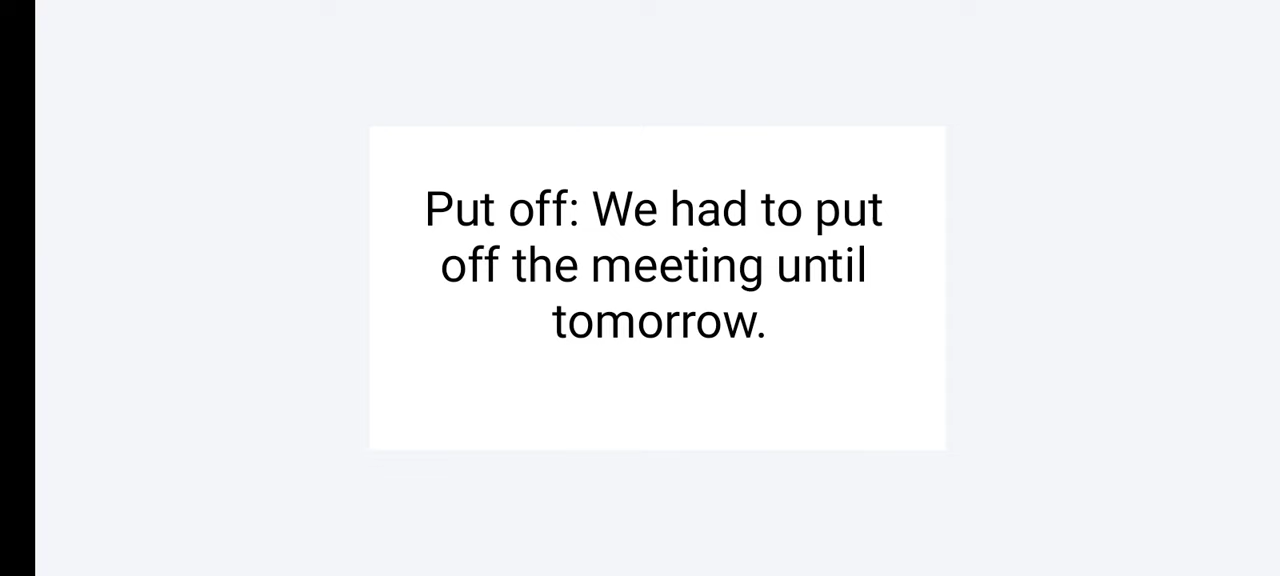 Put off: We had to put
off the meeting until
tomorrow.